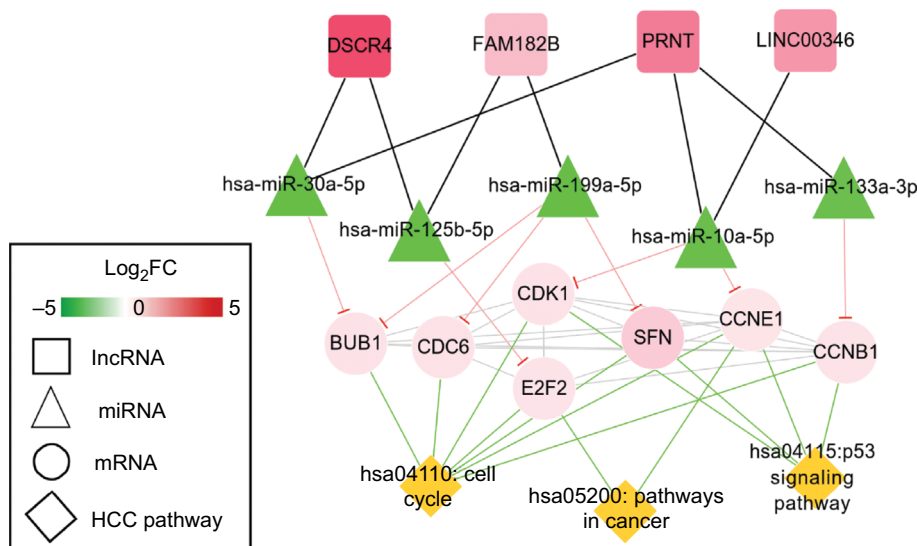 DSCR4
FAM182B
PRNT
LINC00346
hsa-miR-30a-5p
hsa-miR-199a-5p
hsa-miR-133a-3p
hsa-miR-125b-5p
hsa-miR-10a-5p
Log₂FC
–5
0
5
lncRNA
miRNA
mRNA
HCC pathway
CDK1
BUB1
CDC6
SFN
CCNE1
CCNB1
E2F2
hsa04110: cell
cycle
hsa05200: pathways
in cancer
hsa04115:p53
signaling
pathway